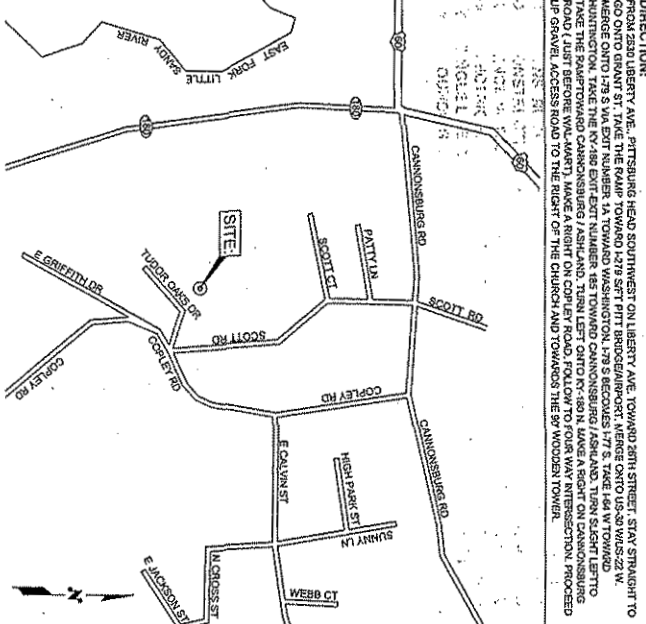 DIRECTION:
FROM 2630 LIBERTY AVE., PITTSBURG HEAD SOUTHWEST ON LIBERTY AVE. TOWARD 26TH STREET. STAY STRAIGHT TO
GO ONTO GRANT ST. TAKE THE RAMP TOWARD I-279 S/FT PITT BRIDGE/AIRPORT. MERGE ONTO US-30 W/US-22 W.
MERGE ONTO I-79 S VIA EXIT NUMBER 1A TOWARD WASHINGTON. I-79 S BECOMES I-77 S. TAKE I-64 W TOWARD
HUNTINGTON. TAKE THE KY-180 EXIT-EXIT NUMBER 185 TOWARD CANNONSBURG / ASHLAND. TURN SLIGHT LEFT TO
TAKE THE RAMP TOWARD CANNONSBURG / ASHLAND. TURN LEFT ONTO KY-180 N. MAKE A RIGHT ON CANNONSBURG
ROAD ( JUST BEFORE WAL-MART). MAKE A RIGHT ON COPLEY ROAD. FOLLOW TO FOUR WAY INTERSECTION. PROCEED
UP GRAVEL ACCESS ROAD TO THE RIGHT OF THE CHURCH AND TOWARDS THE 90' WOODEN TOWER.
60
60
180
180
EAST FORK LITTLE
SANDY RIVER
CANNONSBURG RD
SCOTT RD
PATTY LN
SCOTT CT
SCOTT RD
SITE
TUDOR OAKS DR
E GRIFFITH DR
COPLEY RD
COPLEY RD
COPLEY RD
CANNONSBURG RD
E CALVIN ST
HIGH PARK ST
SUNNY LN
N CROSS ST
WEBB CT
E JACKSON ST
N